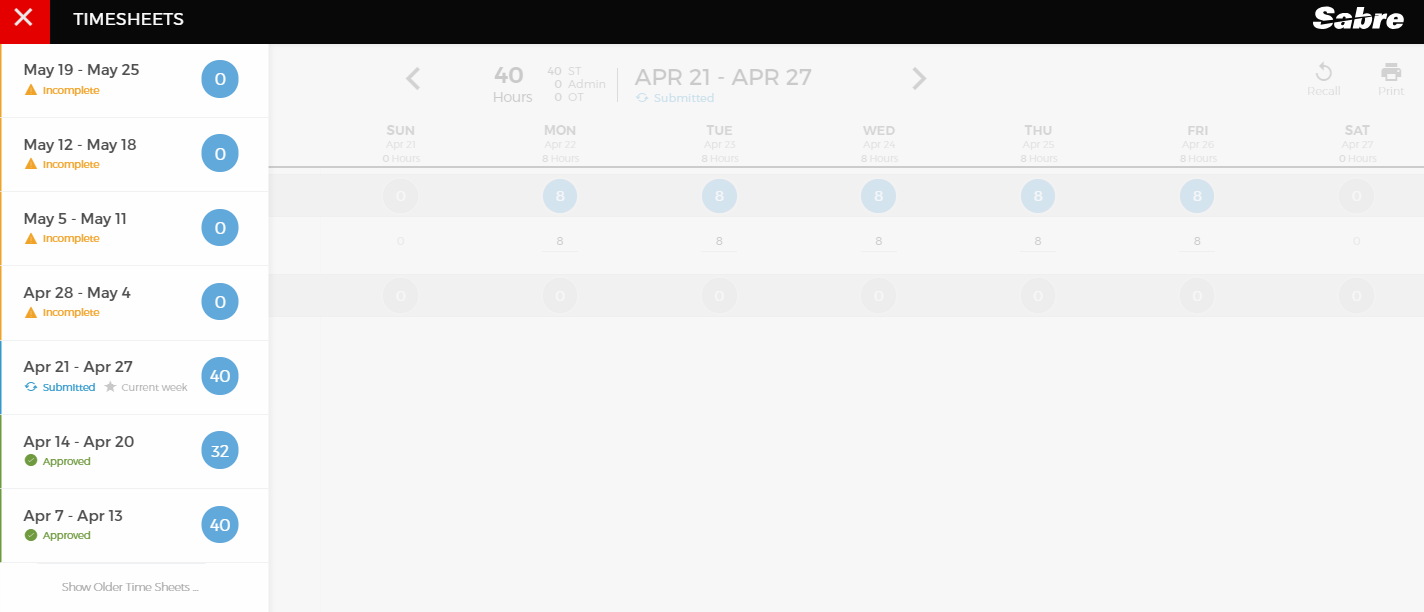 TIMESHEETS
Sabre
May 19 - May 25
0
Incomplete
May 12 - May 18
0
Incomplete
May 5 - May 11
0
Incomplete
Apr 28 - May 4
0
Incomplete
Apr 21 - Apr 27
40
Submitted Current week
Apr 14 - Apr 20
32
Approved
Apr 7 - Apr 13
40
Approved
Show Older Time Sheets ...
40
Hours
40 ST
0 Admin
0 OT
APR 21 - APR 27
Submitted
Recall
Print
SUN MON TUE WED THU FRI SAT
Apr 21 Apr 22 Apr 23 Apr 24 Apr 25 Apr 26 Apr 27
0 Hours 8 Hours 8 Hours 8 Hours 8 Hours 8 Hours 0 Hours
0 8 8 8 8 8 0
0 8 8 8 8 8 0
0 0 0 0 0 0 0